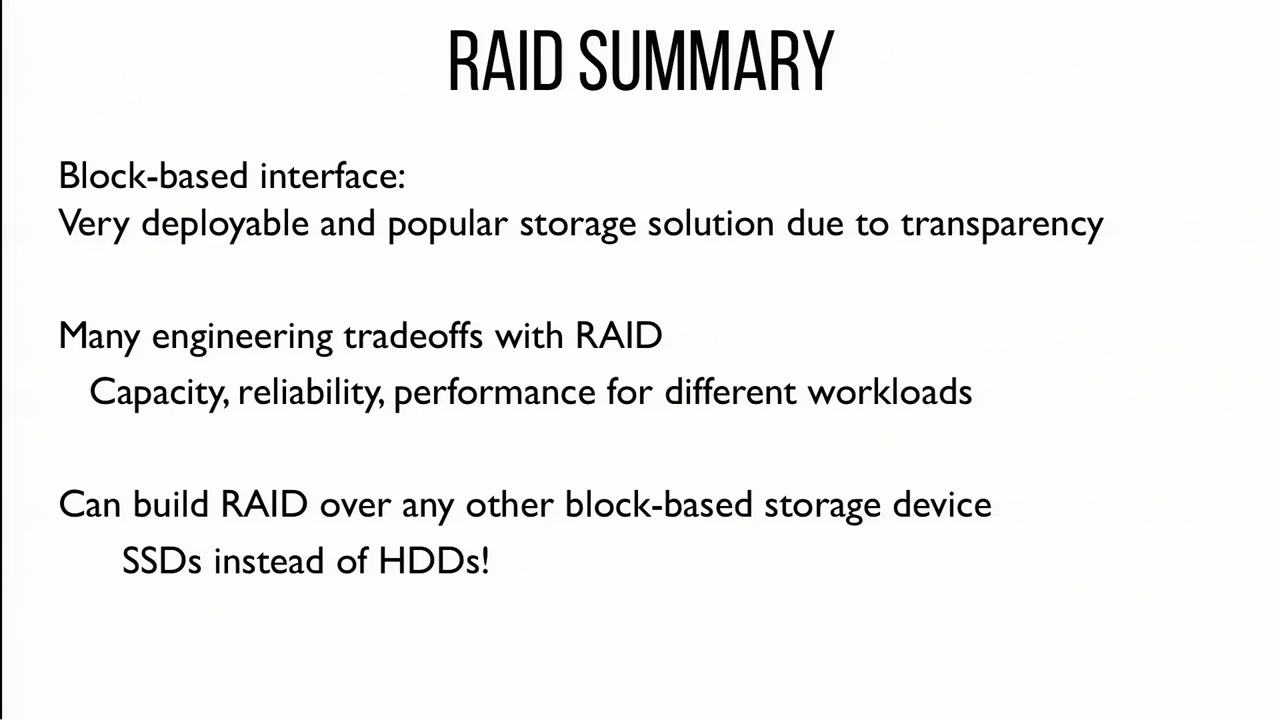 RAID SUMMARY
Block-based interface:
Very deployable and popular storage solution due to transparency
Many engineering tradeoffs with RAID
Capacity, reliability, performance for different workloads
Can build RAID over any other block-based storage device
SSDs instead of HDDs!